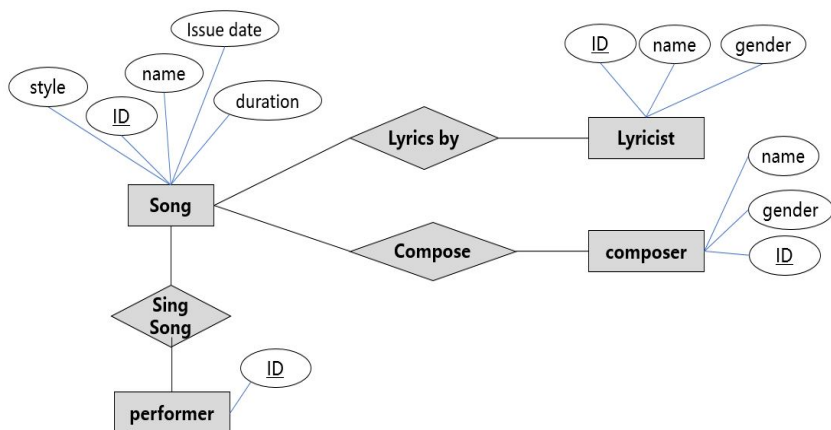 Issue date
ID
name
gender
name
style
duration
ID
Lyrics by
Lyricist
name
Song
gender
Compose
composer
ID
Sing
Song
ID
performer